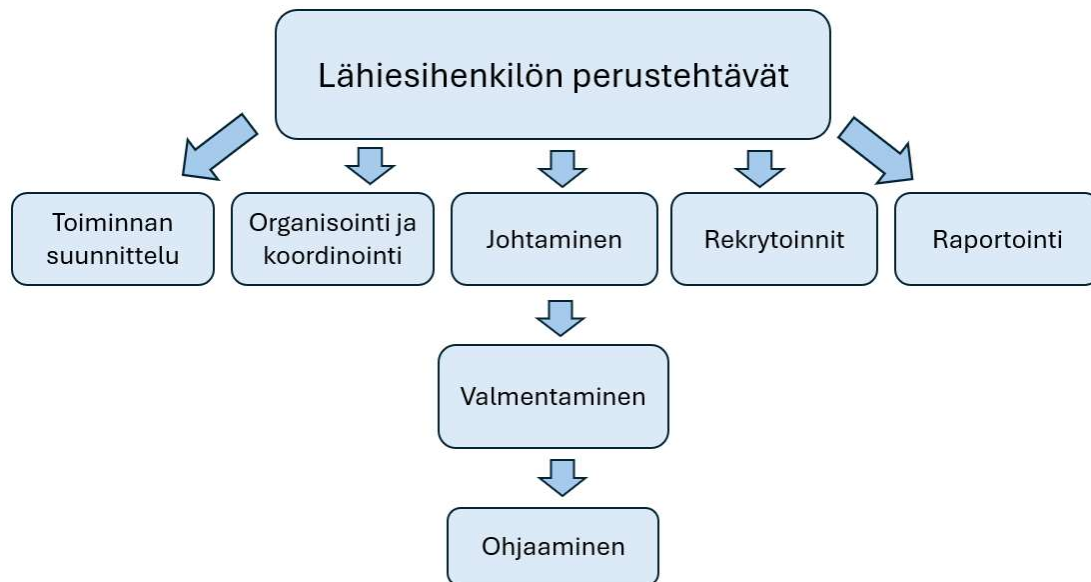 Lähiesihenkilön perustehtävät
Toiminnan
suunnittelu
Organisointi ja
koordinointi
Johtaminen
Rekrytoinnit
Raportointi
Valmentaminen
Ohjaaminen